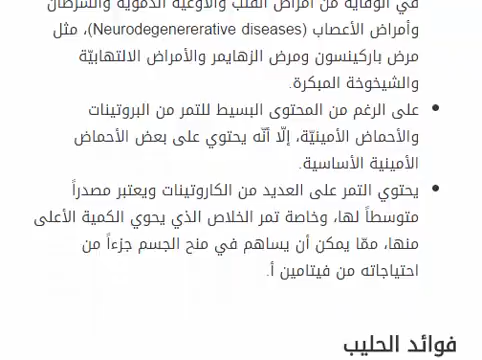 في الوقاية من أمراض القلب والأوعية الدموية والسرطان
وأمراض الأعصاب (Neurodegenererative diseases)، مثل
مرض باركينسون ومرض الزهايمر والأمراض الالتهابيّة
والشيخوخة المبكرة.
على الرغم من المحتوى البسيط للتمر من البروتينات
والأحماض الأمينيّة، إلّا أنّه يحتوي على بعض الأحماض
الأمينية الأساسية.
يحتوي التمر على العديد من الكاروتينات ويعتبر مصدراً
متوسطاً لها، وخاصة تمر الخلاص الذي يحوي الكمية الأعلى
منها، ممّا يمكن أن يساهم في منح الجسم جزءاً من
احتياجاته من فيتامين أ.
فوائد الحليب